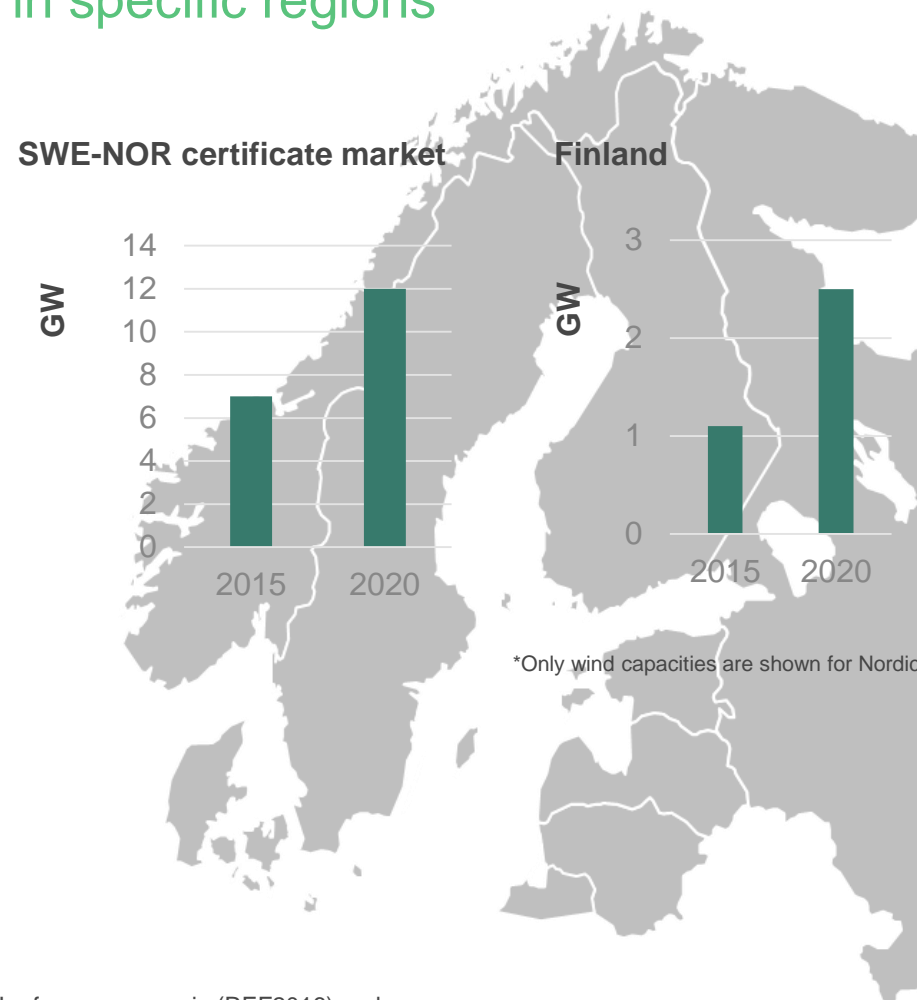 in specific regions
SWE-NOR certificate market
GW
14
12
10
8
6
4
2
0
2015 2020
Finland
GW
3
2
1
0
2015 2020
*Only wind capacities are shown for Nordic
(REF2016)